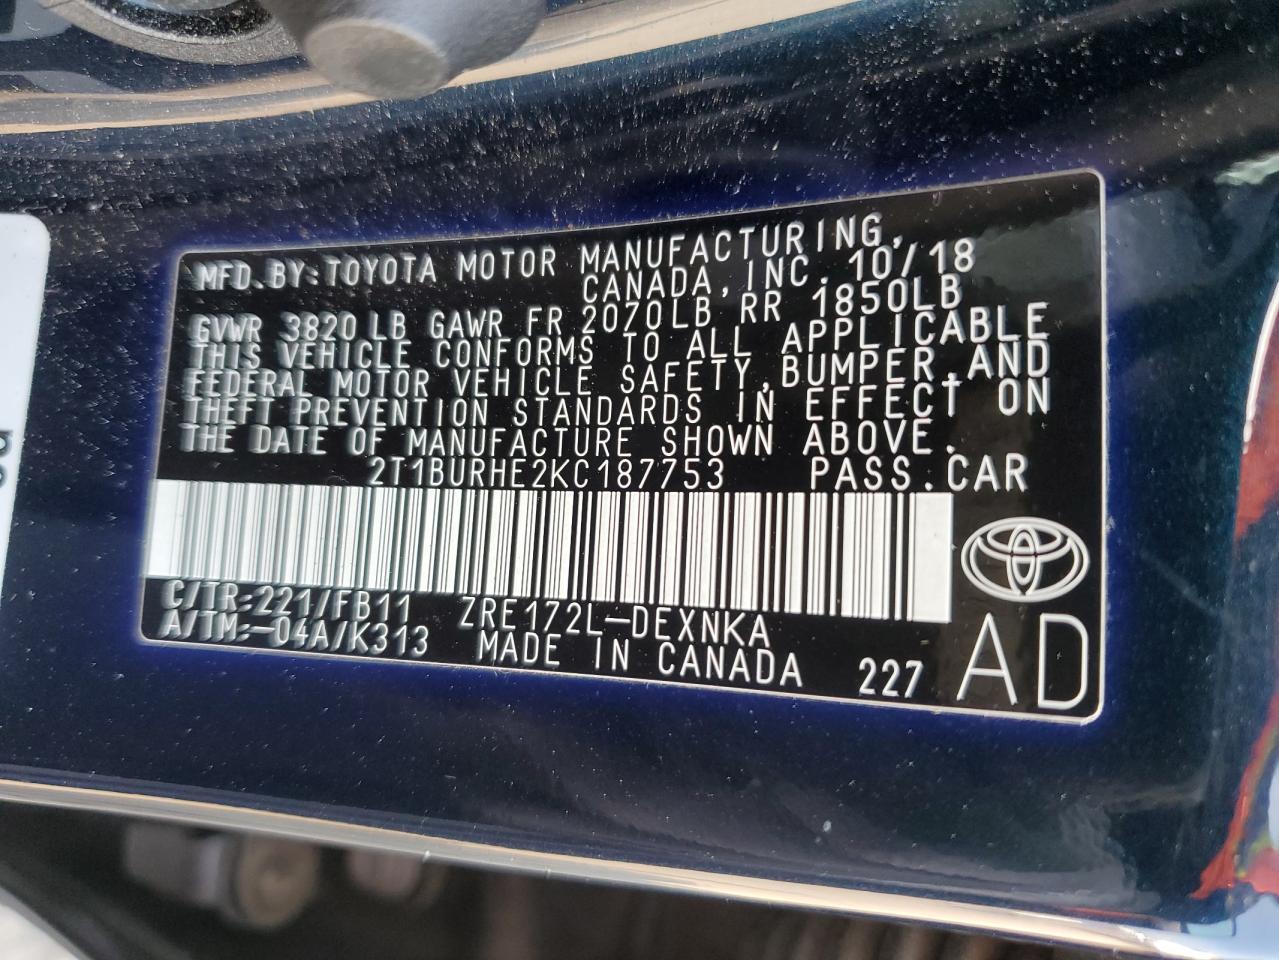 MFD.BY:TOYOTA MOTOR MANUFACTURING,
CANADA,INC. 10/18
GVWR 3820LB GAWR FR 2070LB RR 1850LB
THIS VEHICLE CONFORMS TO ALL APPLICABLE
FEDERAL MOTOR VEHICLE SAFETY,BUMPER,AND
THEFT PREVENTION STANDARDS IN EFFECT ON
THE DATE OF MANUFACTURE SHOWN ABOVE.
2T1BURHE2KC187753 PASS.CAR
C/TR:221/FB11 ZRE172L-DEXNKA
A/TM:-04A/K313 MADE IN CANADA 227 AD